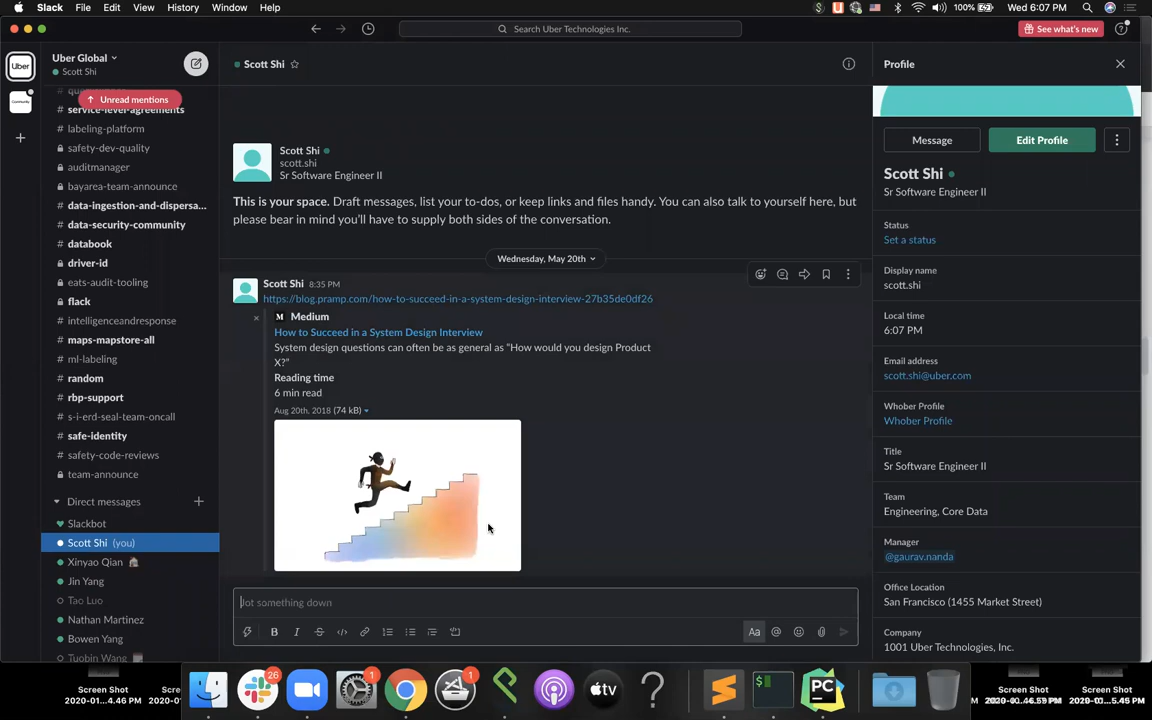 Slack File Edit View History Window Help
100% Wed 6:07 PM
Search Uber Technologies Inc.
See what's new
Uber
Community
Uber Global
Scott Shi
Unread mentions
# service-level-agreements
# labeling-platform
safety-dev-quality
auditmanager
bayarea-team-announce
# data-ingestion-and-dispersa...
# data-security-community
# databook
driver-id
# eats-audit-tooling
# flack
# intelligenceandresponse
# maps-mapstore-all
# ml-labeling
# random
# rbp-support
# s-i-erd-seal-team-oncall
# safe-identity
# safety-code-reviews
team-announce
Direct messages
Slackbot
Scott Shi (you)
Xinyao Qian
Jin Yang
Tao Luo
Nathan Martinez
Bowen Yang
Tuobin Wang
Scott Shi
Scott Shi
scott.shi
Sr Software Engineer II
This is your space. Draft messages, list your to-dos, or keep links and files handy. You can also talk to yourself here, but
please bear in mind you'll have to supply both sides of the conversation.
Wednesday, May 20th
Scott Shi 8:35 PM
https://blog.pramp.com/how-to-succeed-in-a-system-design-interview-27b35de0df26
Medium
How to Succeed in a System Design Interview
System design questions can often be as general as “How would you design Product
X?”
Reading time
6 min read
Aug 20th, 2018 (74 kB)
Jot something down
B I S
Aa @
Profile
Message Edit Profile
Scott Shi
Sr Software Engineer II
Status
Set a status
Display name
scott.shi
Local time
6:07 PM
Email address
scott.shi@uber.com
Whober Profile
Whober Profile
Title
Sr Software Engineer II
Team
Engineering, Core Data
Manager
@gaurav.nanda
Office Location
San Francisco (1455 Market Street)
Company
1001 Uber Technologies, Inc.
Screen Shot
2020-01...4.46 PM
26
1
1
tv
PC
Screen Shot
Screen Shot